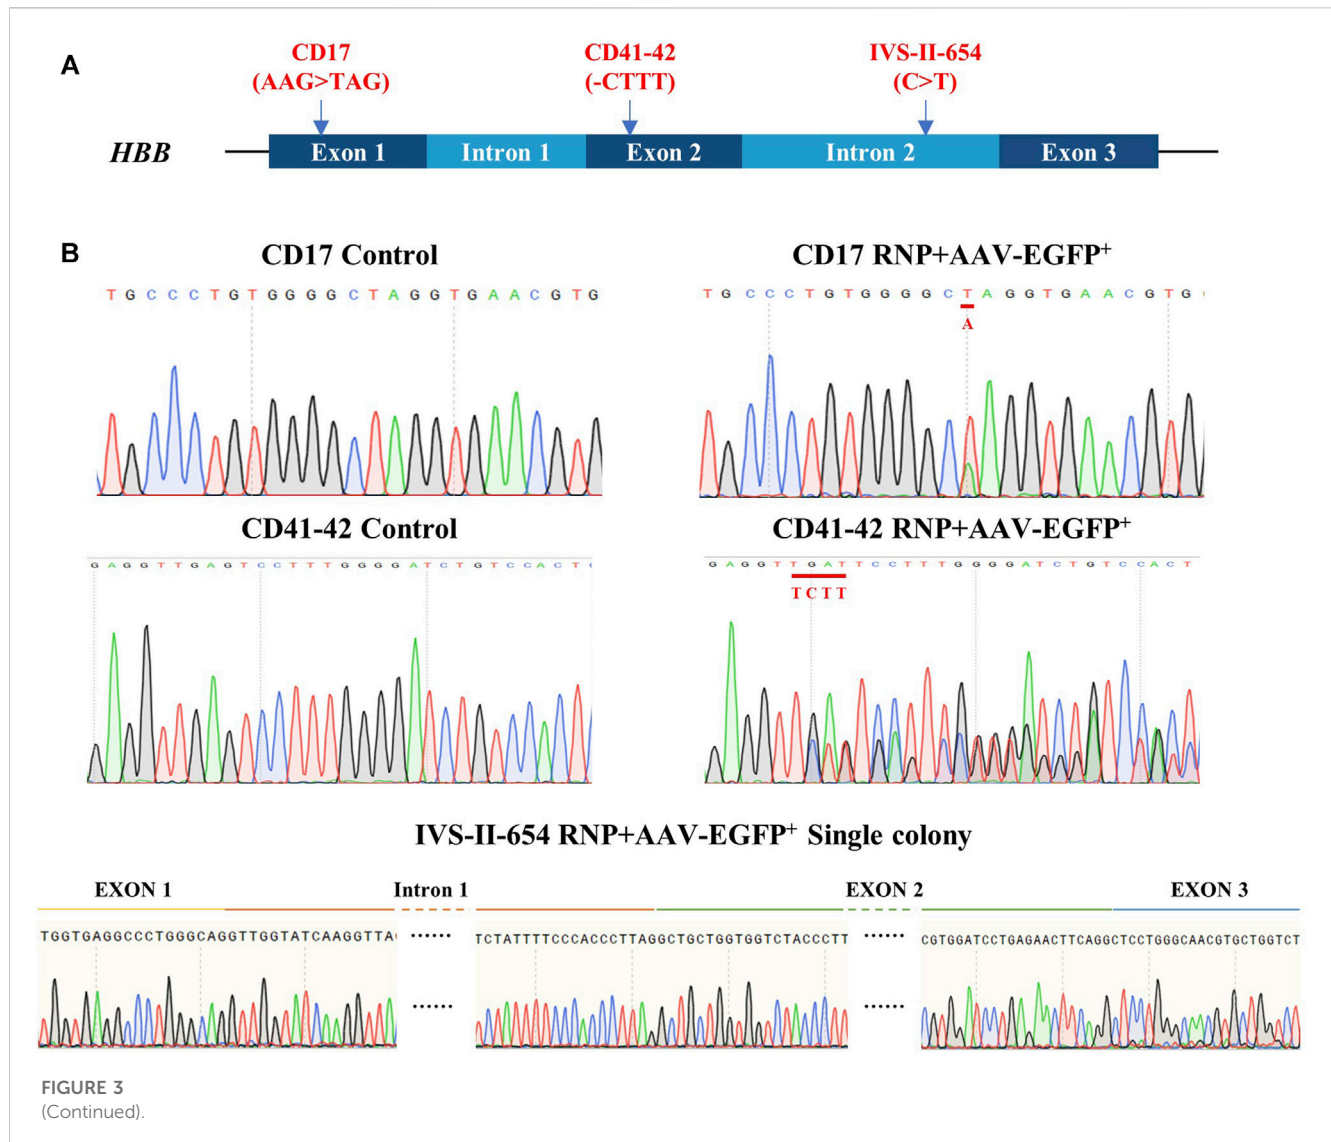 A
CD17
(AAG>TAG)
CD41-42
(-CTTT)
IVS-II-654
(C>T)
HBB
Exon 1
Intron 1
Exon 2
Intron 2
Exon 3
B
CD17 Control
CD17 RNP+AAV-EGFP⁺
TGCCCTGTGGGGCTAGGTGAACGTG
TGCCCTGTGGGGCTAGGTGAACGTG
A
CD41-42 Control
CD41-42 RNP+AAV-EGFP⁺
GAGGTTGAGTCCTTTGGGGATCTGTCCACT
GAGGTTGATTCCTTTGGGGATCTGTCCACT
TCTT
IVS-II-654 RNP+AAV-EGFP⁺ Single colony
EXON 1
Intron 1
EXON 2
EXON 3
TGGTGAGGCCCTGGGCAGGTTGGTATCAAGGTTA
......
TCTATTTTCCCACCCTTAGGCTGCTGGTGGTCTACCCTT
......
CGTGGATCCTGAGAACTTCAGGCTCCTGGGCAACGTGCTGGTCT
......
......
FIGURE 3
(Continued).